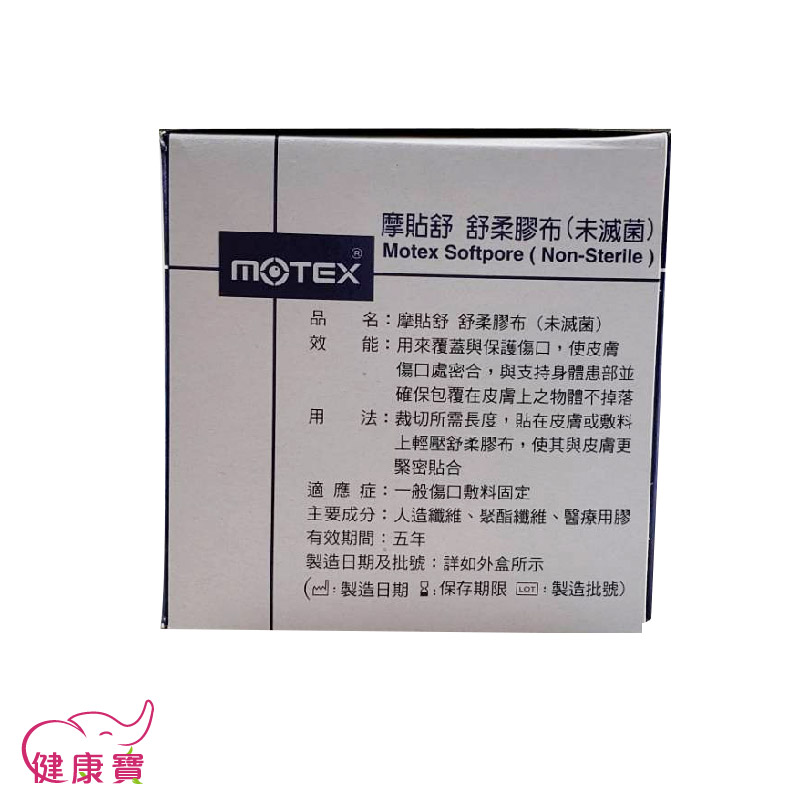 摩貼舒 舒柔膠布(未滅菌)
Motex Softpore ( Non-Sterile )
MOTEX®
品 名：摩貼舒 舒柔膠布（未滅菌）
效 能：用來覆蓋與保護傷口，使皮膚
傷口處密合，與支持身體患部並
確保包覆在皮膚上之物體不掉落
用 法：裁切所需長度，貼在皮膚或敷料
上輕壓舒柔膠布，使其與皮膚更
緊密貼合
適 應 症：一般傷口敷料固定
主要成分：人造纖維、聚酯纖維、醫療用膠
有效期間：五年
製造日期及批號：詳如外盒所示
(：製造日期 ：保存期限 LOT：製造批號)
健康寶